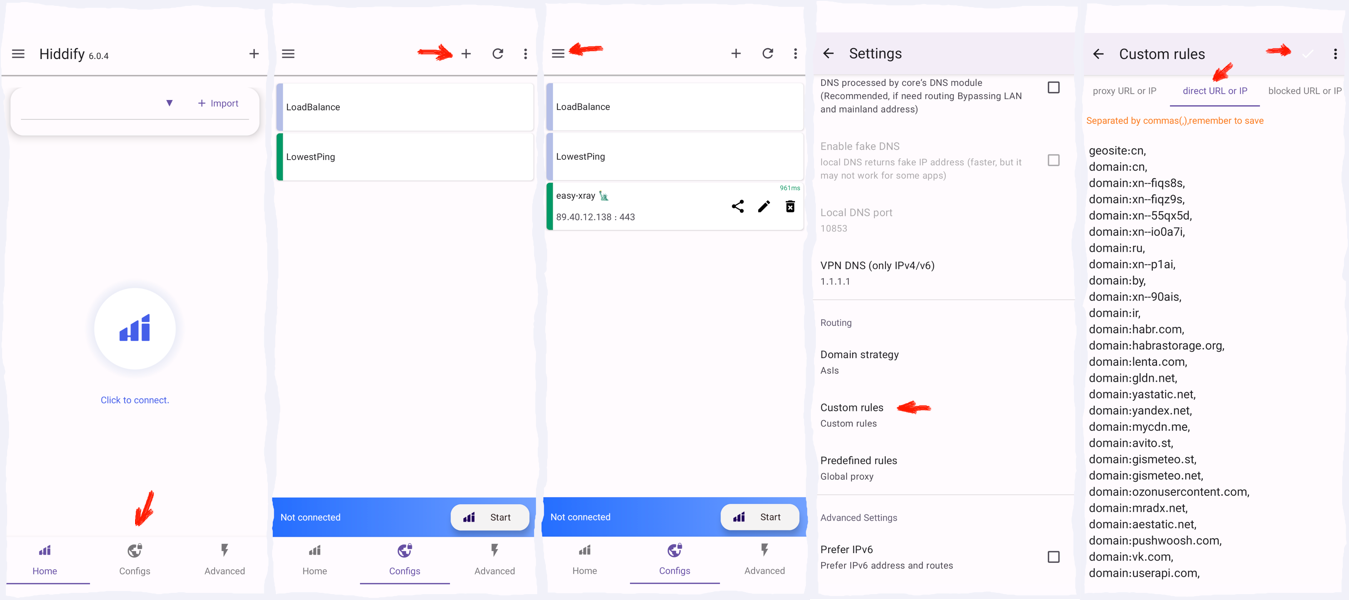 Hiddify 6.0.4
Import
Click to connect.
Home
Configs
Advanced
LoadBalance
LowestPing
Not connected
Start
Home
Configs
Advanced
LoadBalance
LowestPing
961ms
easy-xray 🗽
89.40.12.138 : 443
Not connected
Start
Home
Configs
Advanced
Settings
DNS processed by core's DNS module
(Recommended, if need routing Bypassing LAN
and mainland address)
Enable fake DNS
local DNS returns fake IP address (faster, but it
may not work for some apps)
Local DNS port
10853
VPN DNS (only IPv4/v6)
1.1.1.1
Routing
Domain strategy
AsIs
Custom rules
Custom rules
Predefined rules
Global proxy
Advanced Settings
Prefer IPv6
Prefer IPv6 address and routes
Custom rules
proxy URL or IP
direct URL or IP
blocked URL or IP
Separated by commas(,),remember to save
geosite:cn,
domain:cn,
domain:xn--fiqs8s,
domain:xn--fiqz9s,
domain:xn--55qx5d,
domain:xn--io0a7i,
domain:ru,
domain:xn--p1ai,
domain:by,
domain:xn--90ais,
domain:ir,
domain:habr.com,
domain:habrastorage.org,
domain:lenta.com,
domain:gldn.net,
domain:yastatic.net,
domain:yandex.net,
domain:mycdn.me,
domain:avito.st,
domain:gismeteo.st,
domain:gismeteo.net,
domain:ozonusercontent.com,
domain:mradx.net,
domain:aestatic.net,
domain:pushwoosh.com,
domain:vk.com,
domain:userapi.com,